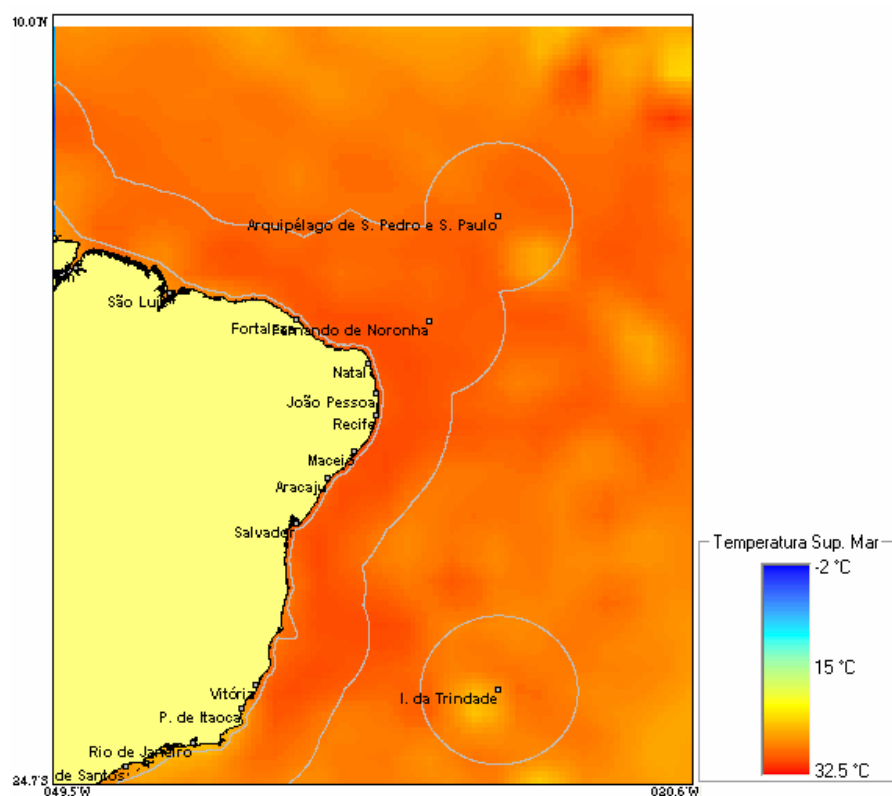 10.0°N
Arquipélago de S. Pedro e S. Paulo
São Luís
Fortaleza
Fernando de Noronha
Natal
João Pessoa
Recife
Maceió
Aracaju
Salvador
Temperatura Sup. Mar
-2 °C
15 °C
32.5 °C
Vitória
I. da Trindade
P. de Itaoca
Rio de Janeiro
de Santos
24.7°S
049.5°W
020.6°W